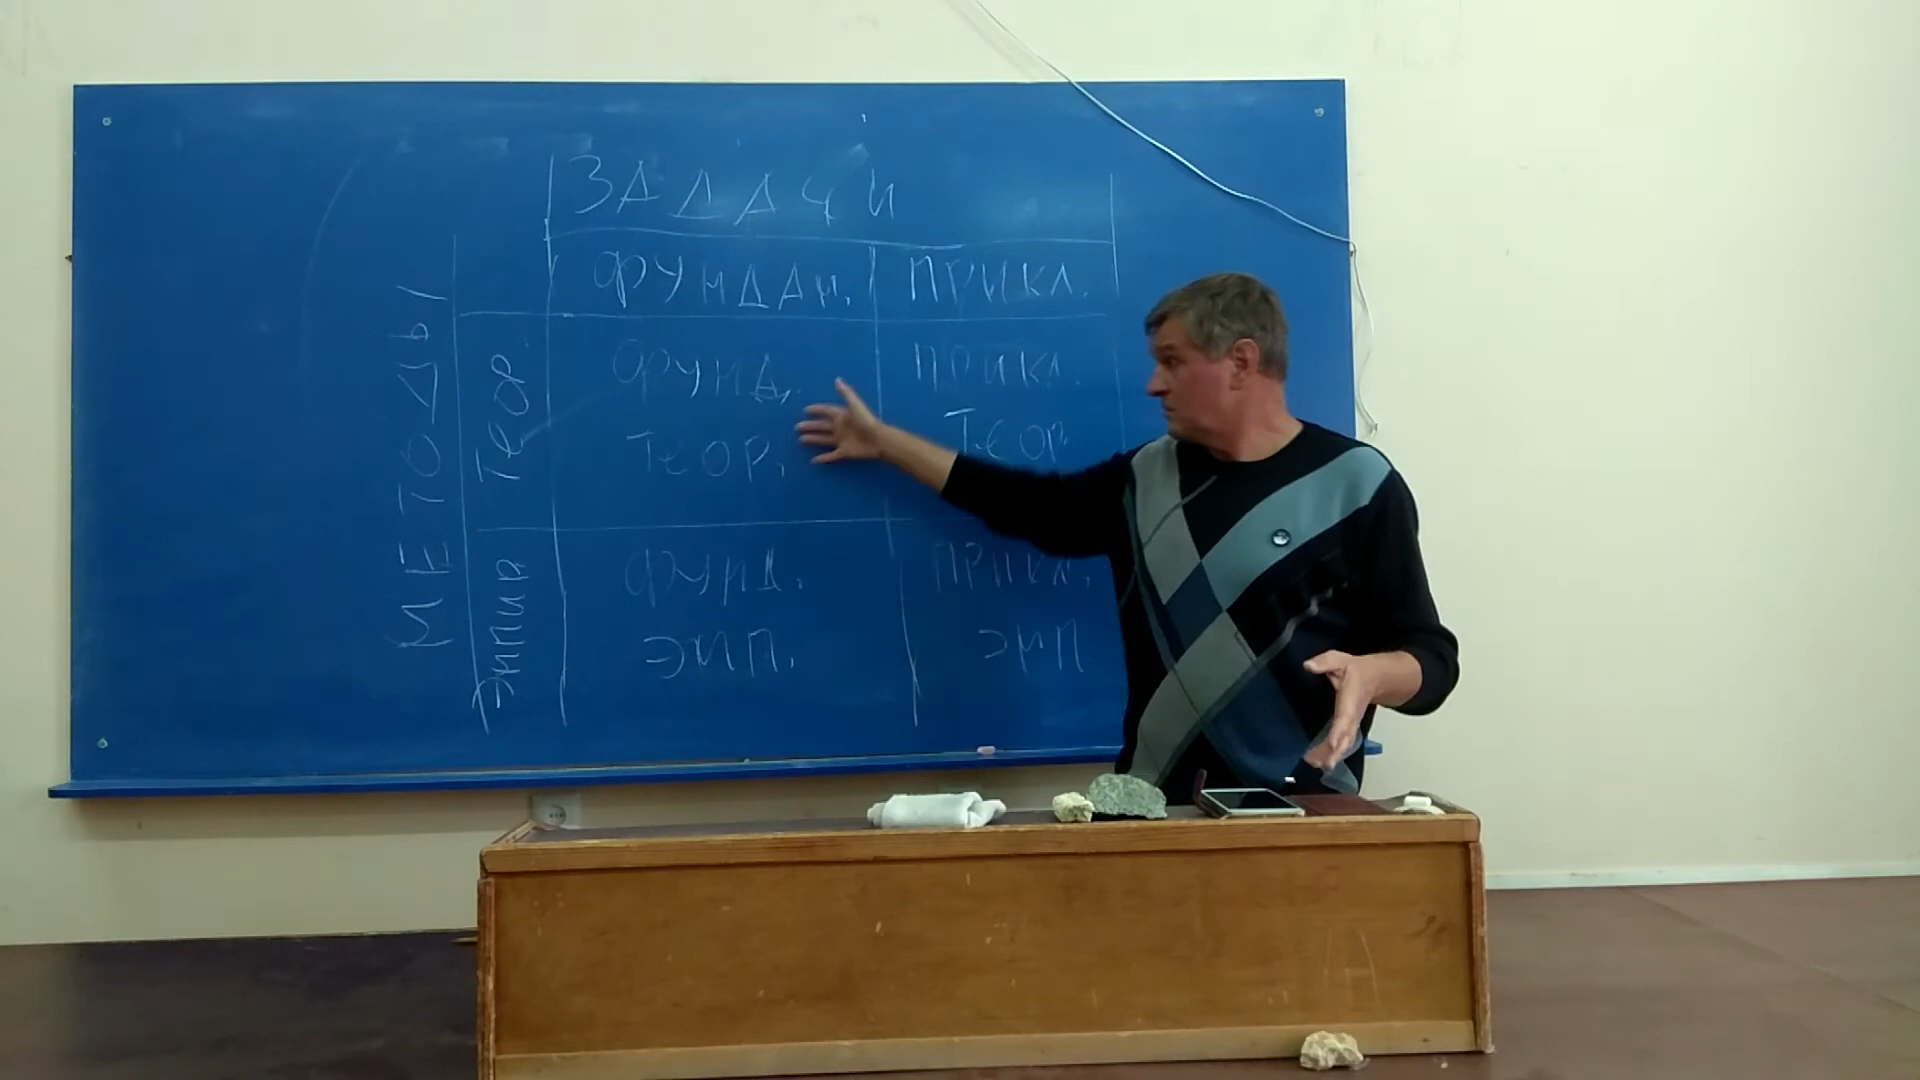 ЗАДАЧИ
ФУНДАМ. ПРИКЛ.
МЕТОДЫ
ТЕОР.
ФУНД. ПРИКЛ.
ТЕОР. ТЕОР
ЭМПИР
ФУНД. ПРИКЛ.
ЭМП. ЭМП